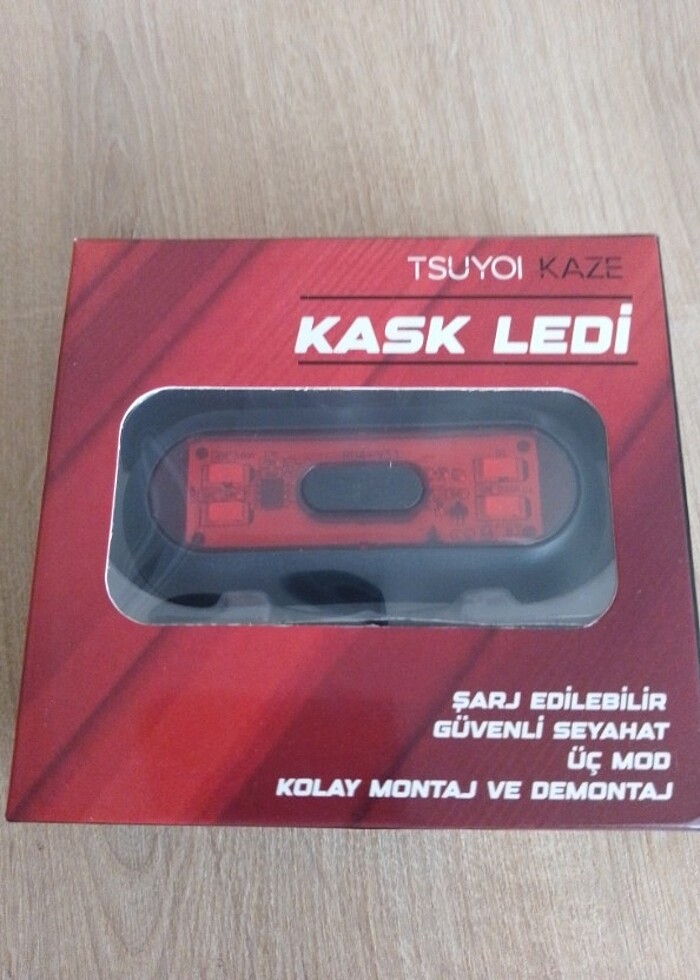 TSUYOI KAZE
KASK LEDİ
ŞARJ EDİLEBİLİR
GÜVENLİ SEYAHAT
ÜÇ MOD
KOLAY MONTAJ VE DEMONTAJ